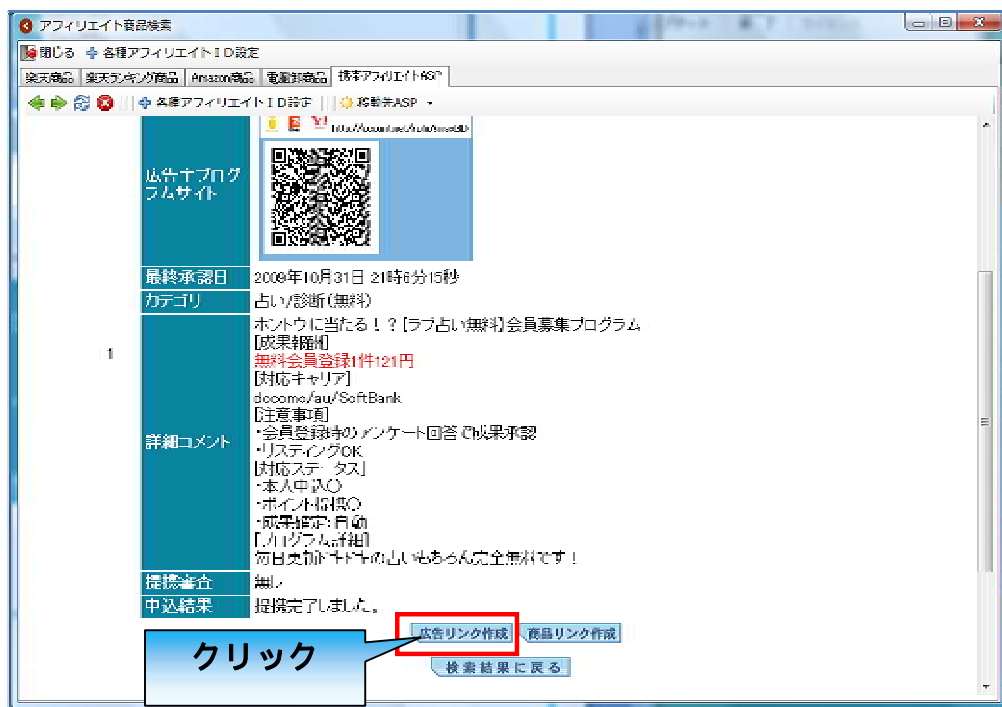 アフィリエイト商品検索
閉じる 各種アフィリエイトID設定
楽天商品 楽天ランキング商品 Amazon商品 電脳卸商品 携帯アフィリエイトASP
各種アフィリエイトID設定 移動先ASP
広告主プログ
ラムサイト
最終承認日 2009年10月31日 21時6分15秒
カテゴリ 占い/診断(無料)
1
詳細コメント
ホントウに当たる!?【ラブ占い無料】会員募集プログラム
[成果報酬]
無料会員登録1件121円
[対応キャリア]
docomo/au/SoftBank
[注意事項]
・会員登録時のアンケート回答で成果承認
・リスティングOK
[対応ステータス]
・本人申込○
・ポイント提携○
・成果確定:自動
[プログラム詳細]
毎日更新ドキドキの占いもちろん完全無料です!
提携審査 無し
申込結果 提携完了しました。
広告リンク作成 商品リンク作成
クリック
検索結果に戻る